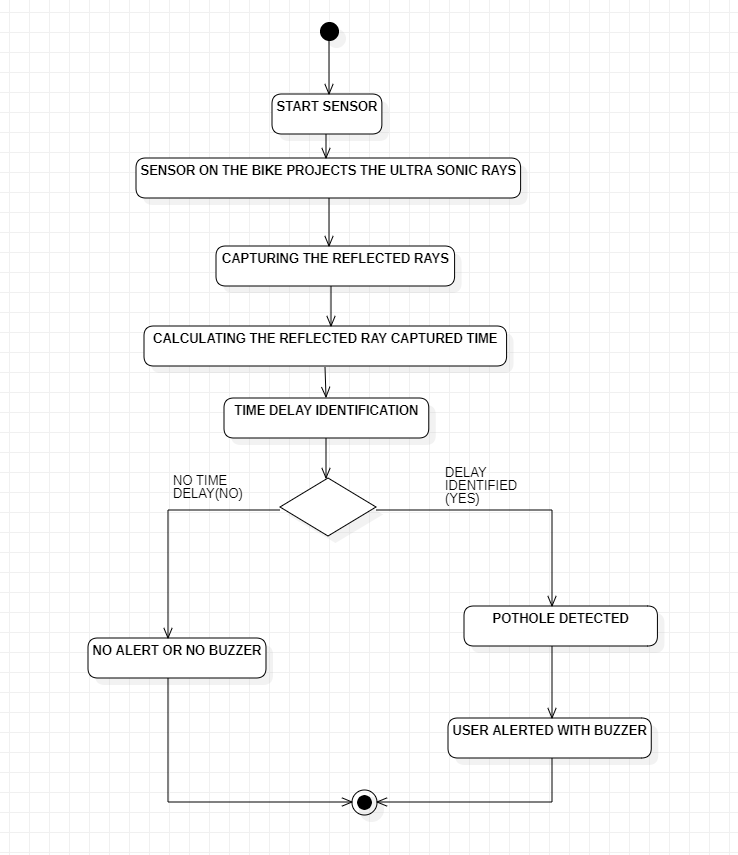 START SENSOR
SENSOR ON THE BIKE PROJECTS THE ULTRA SONIC RAYS
CAPTURING THE REFLECTED RAYS
CALCULATING THE REFLECTED RAY CAPTURED TIME
TIME DELAY IDENTIFICATION
NO TIME
DELAY(NO)
DELAY
IDENTIFIED
(YES)
POTHOLE DETECTED
NO ALERT OR NO BUZZER
USER ALERTED WITH BUZZER